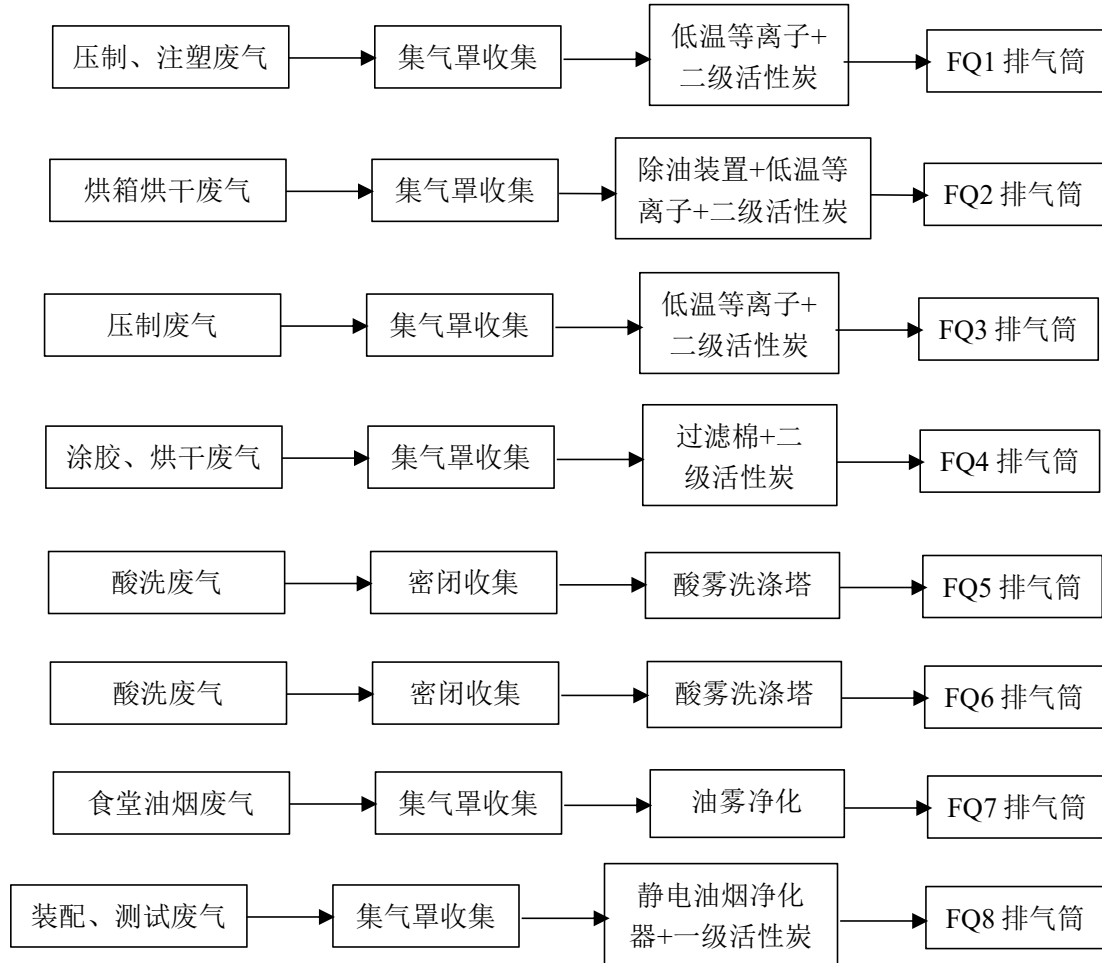 压制、注塑废气
集气罩收集
低温等离子+
二级活性炭
FQ1 排气筒
烘箱烘干废气
集气罩收集
除油装置+低温等
离子+二级活性炭
FQ2 排气筒
压制废气
集气罩收集
低温等离子+
二级活性炭
FQ3 排气筒
涂胶、烘干废气
集气罩收集
过滤棉+二
级活性炭
FQ4 排气筒
酸洗废气
密闭收集
酸雾洗涤塔
FQ5 排气筒
酸洗废气
密闭收集
酸雾洗涤塔
FQ6 排气筒
食堂油烟废气
集气罩收集
油雾净化
FQ7 排气筒
装配、测试废气
集气罩收集
静电油烟净化
器+一级活性炭
FQ8 排气筒